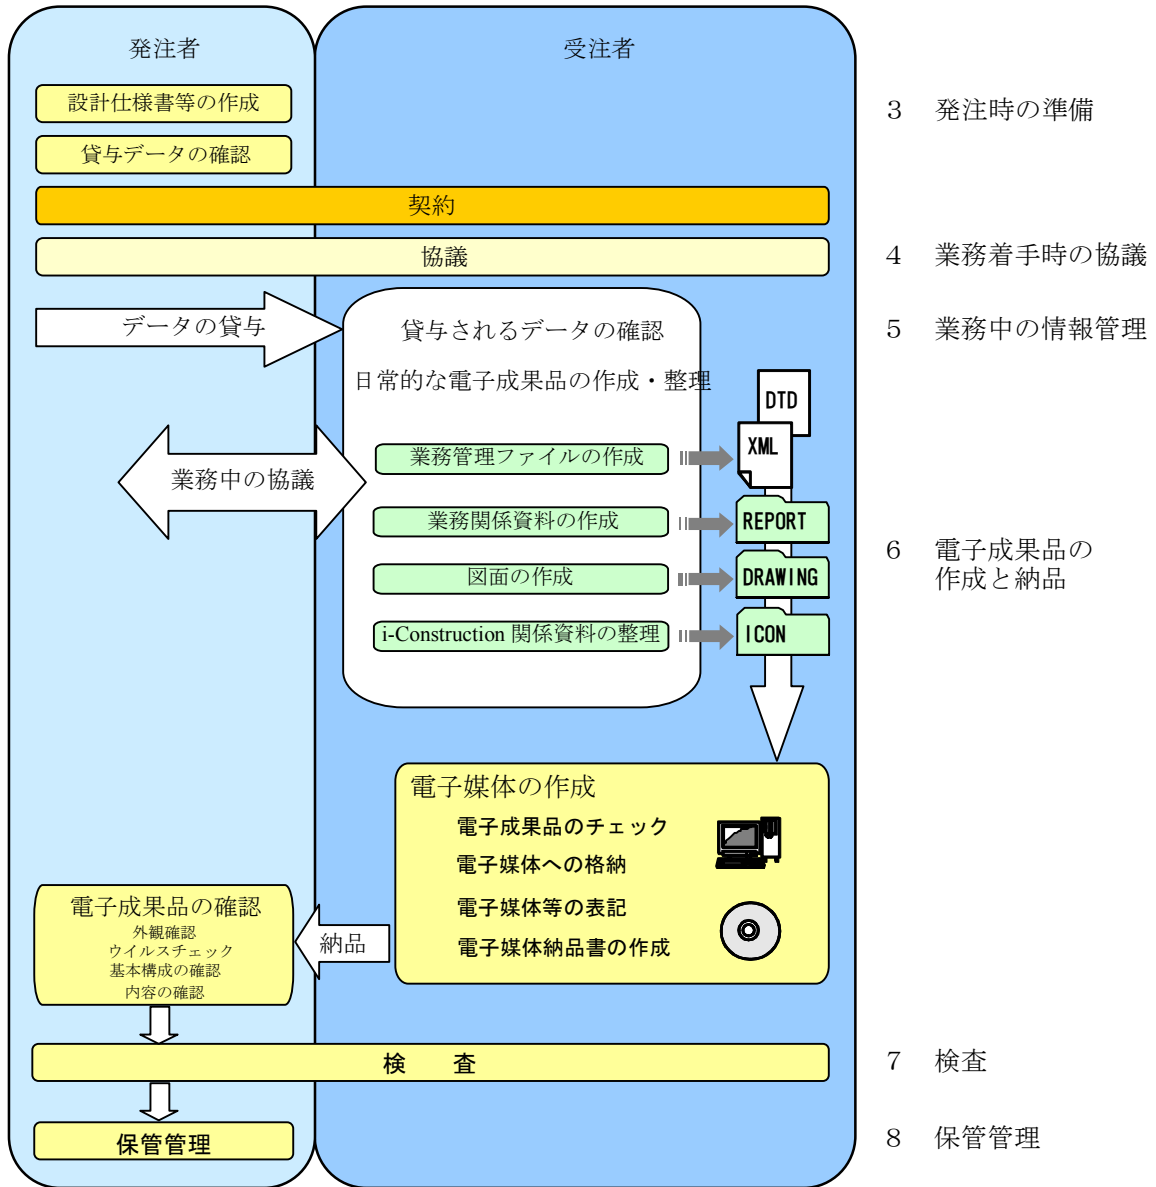 発注者
受注者
設計仕様書等の作成
3 発注時の準備
貸与データの確認
契約
協議
4 業務着手時の協議
データの貸与
貸与されるデータの確認
5 業務中の情報管理
日常的な電子成果品の作成・整理
DTD
XML
業務管理ファイルの作成
業務中の協議
業務関係資料の作成
REPORT
6 電子成果品の
作成と納品
図面の作成
DRAWING
i-Construction 関係資料の整理
ICON
電子媒体の作成
電子成果品のチェック
電子媒体への格納
電子媒体等の表記
電子媒体納品書の作成
納品
電子成果品の確認
外観確認
ウイルスチェック
基本構成の確認
内容の確認
検　査
7 検査
保管管理
8 保管管理